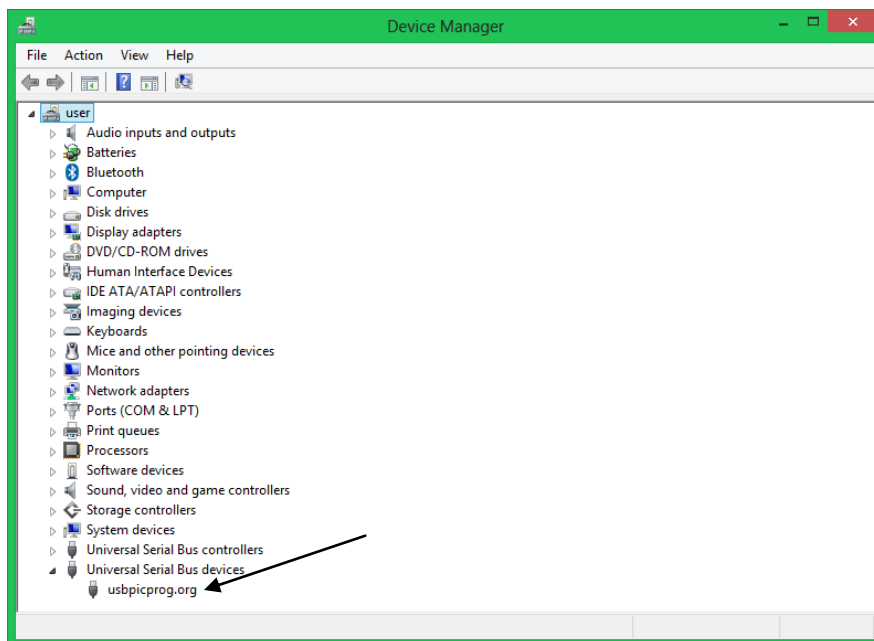 Device Manager
File Action View Help
user
Audio inputs and outputs
Batteries
Bluetooth
Computer
Disk drives
Display adapters
DVD/CD-ROM drives
Human Interface Devices
IDE ATA/ATAPI controllers
Imaging devices
Keyboards
Mice and other pointing devices
Monitors
Network adapters
Ports (COM & LPT)
Print queues
Processors
Software devices
Sound, video and game controllers
Storage controllers
System devices
Universal Serial Bus controllers
Universal Serial Bus devices
usbpicprog.org